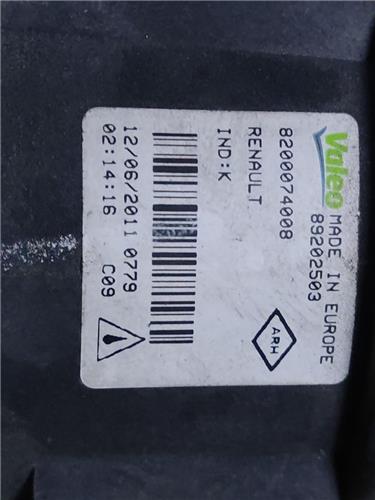 Valeo MADE IN EUROPE
89202503
8200074008
RENAULT
IND:K
ARH
12/06/2011 0779
02:14:16 C09